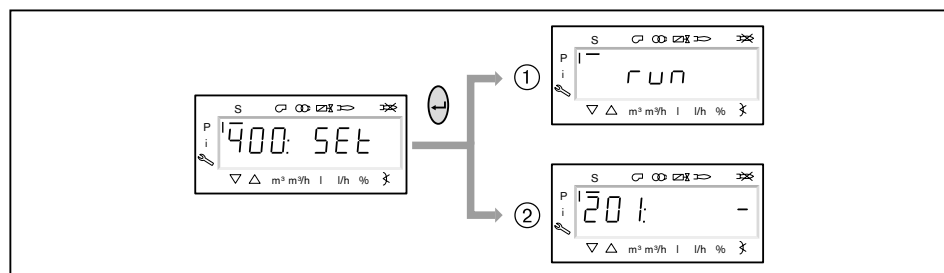 S
P
i
400: SEt
m³ m³/h l l/h %
①
S
P
i
run
m³ m³/h l l/h %
②
S
P
i
201: -
m³ m³/h l l/h %